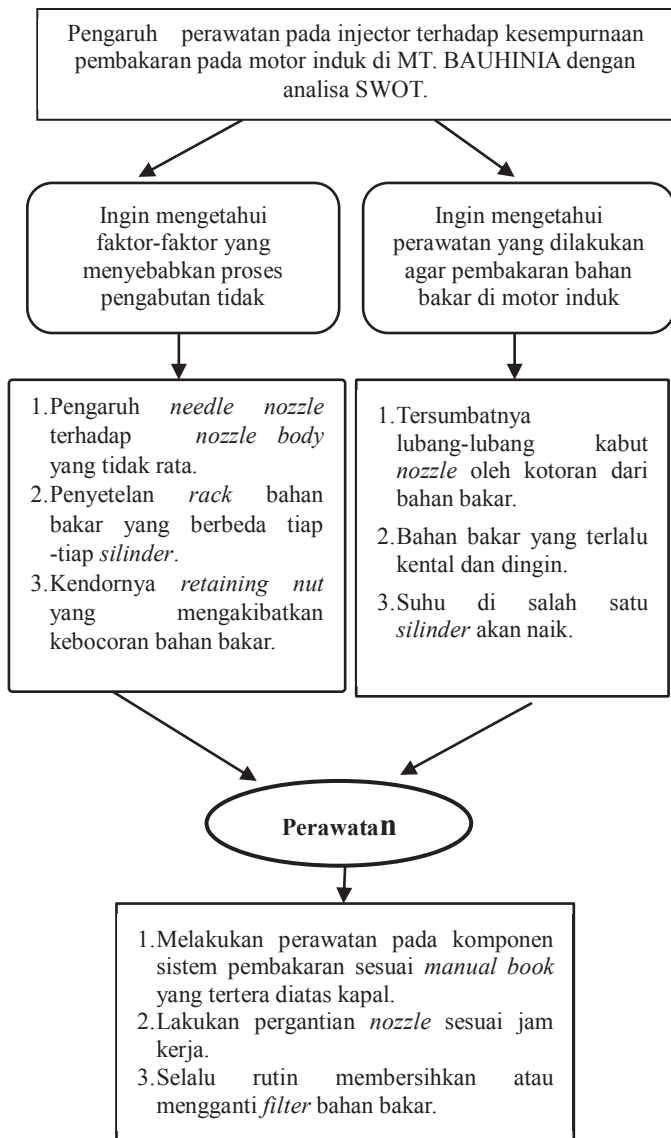 Pengaruh perawatan pada injector terhadap kesempurnaan
pembakaran pada motor induk di MT. BAUHINIA dengan
analisa SWOT.
Ingin mengetahui
faktor-faktor yang
menyebabkan proses
pengabutan tidak
Ingin mengetahui
perawatan yang dilakukan
agar pembakaran bahan
bakar di motor induk
1.Pengaruh needle nozzle
terhadap nozzle body
yang tidak rata.
2.Penyetelan rack bahan
bakar yang berbeda tiap
-tiap silinder.
3.Kendornya retaining nut
yang mengakibatkan
kebocoran bahan bakar.
1.Tersumbatnya
lubang-lubang kabut
nozzle oleh kotoran dari
bahan bakar.
2.Bahan bakar yang terlalu
kental dan dingin.
3.Suhu di salah satu
silinder akan naik.
Perawatan
1.Melakukan perawatan pada komponen
sistem pembakaran sesuai manual book
yang tertera diatas kapal.
2.Lakukan pergantian nozzle sesuai jam
kerja.
3.Selalu rutin membersihkan atau
mengganti filter bahan bakar.